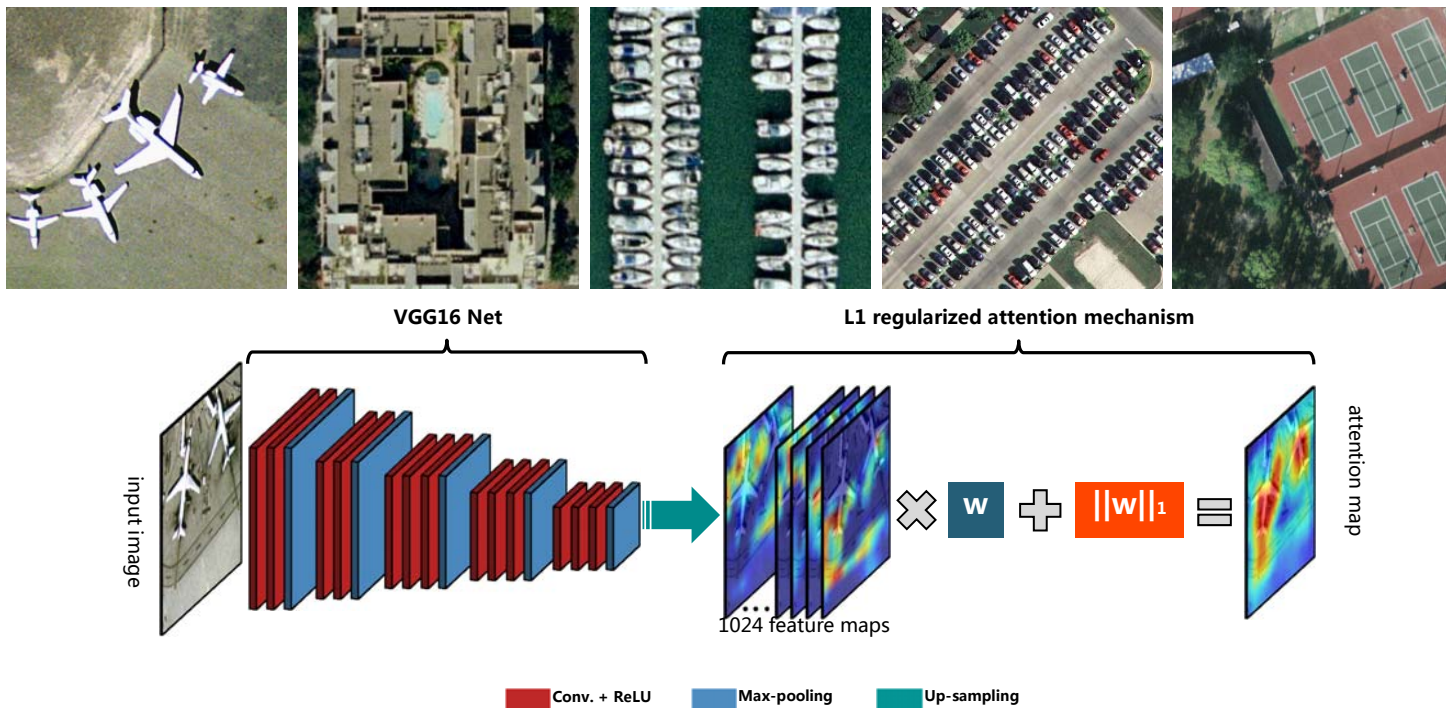 VGG16 Net
L1 regularized attention mechanism
input image
...
1024 feature maps
W
||w||₁
attention map
Conv. + ReLU
Max-pooling
Up-sampling